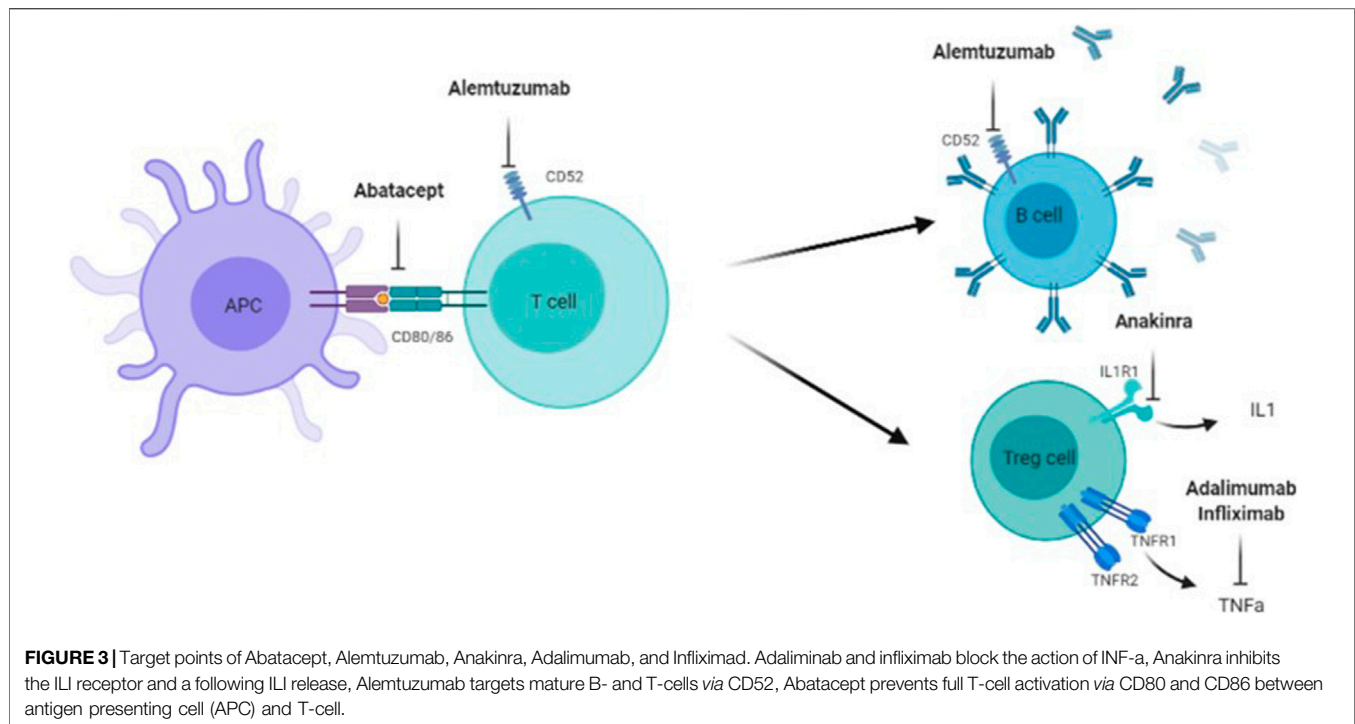 Alemtuzumab
CD52
Abatacept
APC
CD80/86
T cell
Alemtuzumab
CD52
B cell
Anakinra
IL1R1
IL1
Treg cell
Adalimumab
Infliximab
TNFR1
TNFR2
TNFa
FIGURE 3 | Target points of Abatacept, Alemtuzumab, Anakinra, Adalimumab, and Infliximad. Adaliminab and infliximab block the action of INF-a, Anakinra inhibits
the ILI receptor and a following ILI release, Alemtuzumab targets mature B- and T-cells via CD52, Abatacept prevents full T-cell activation via CD80 and CD86 between
antigen presenting cell (APC) and T-cell.